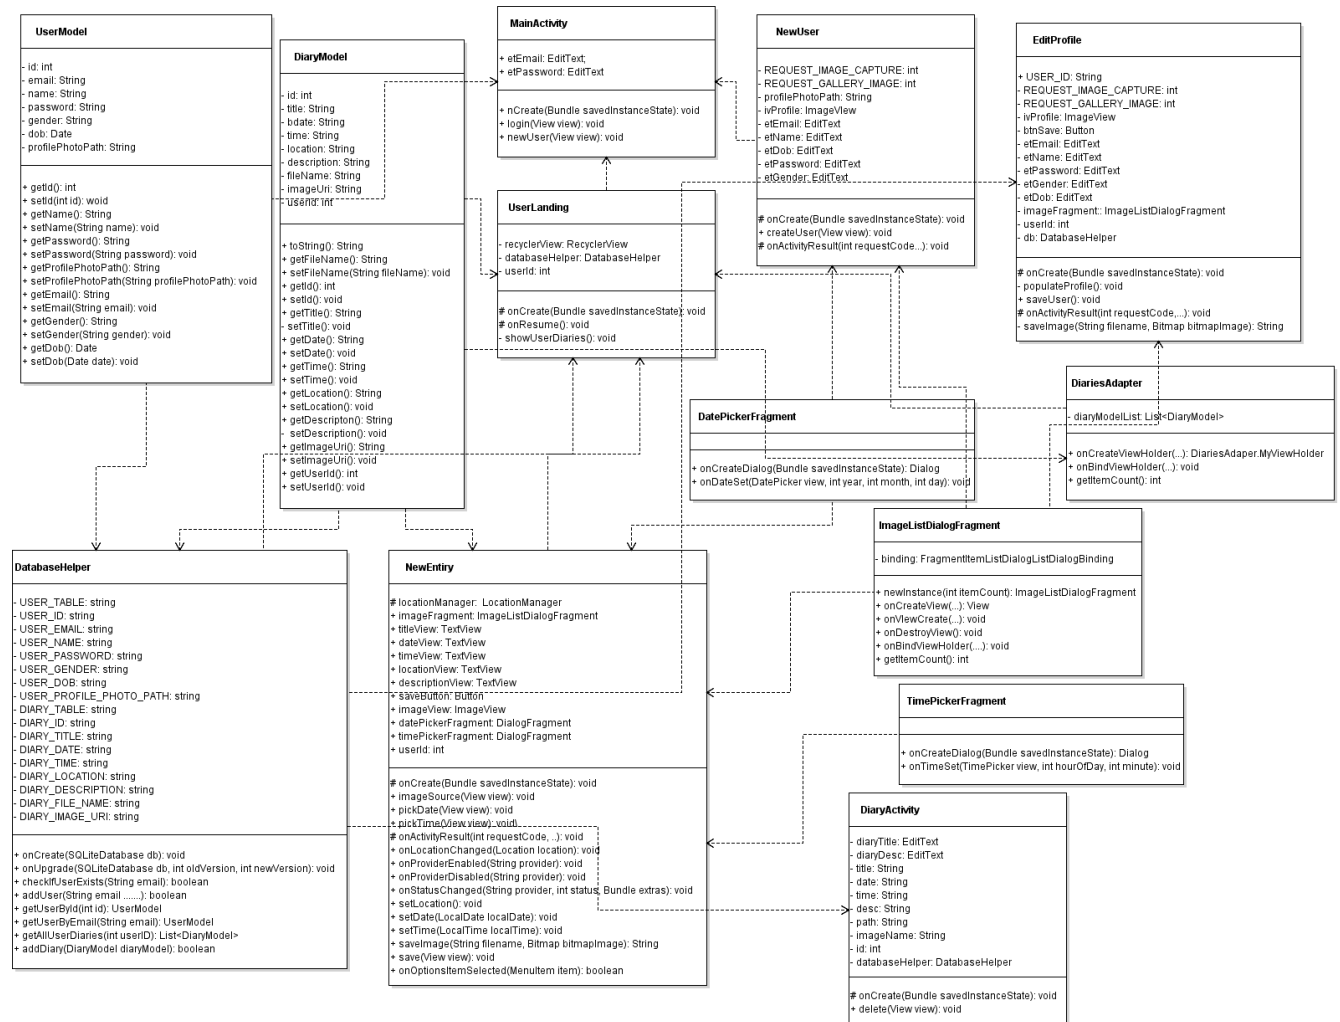 UserModel
- id: int
- email: String
- name: String
- password: String
- gender: String
- dob: Date
- profilePhotoPath: String
+ getId(): int
+ setId(int id): woid
+ getName(): String
+ setName(String name): void
+ getPassword(): String
+ setPassword(String password): void
+ getProfilePhotoPath(): String
+ setProfilePhotoPath(String profilePhotoPath): void
+ getEmail(): String
+ setEmail(String email): void
+ getGender(): String
+ setGender(String gender): void
+ getDob(): Date
+ setDob(Date date): void
DiaryModel
- id: int
- title: String
- bdate: String
- time: String
- location: String
- description: String
- fileName: String
- imageUri: String
- userId: int
+ toString(): String
+ getFileName(): String
+ setFileName(String fileName): void
+ getId(): int
+ setId(): void
+ getTitle(): String
- setTitle(): void
+ getDate(): String
+ setDate(): void
+ getTime(): String
+ setTime(): void
+ getLocation(): String
+ setLocation(): void
+ getDescripton(): String
- setDescription(): void
+ getImageUri(): String
+ setImageUri(): void
+ getUserId(): int
+ setUserId(): void
MainActivity
+ etEmail: EditText;
+ etPassword: EditText
+ nCreate(Bundle savedInstanceState): void
+ login(View view): void
+ newUser(View view): void
UserLanding
- recyclerView: RecyclerView
- databaseHelper: DatabaseHelper
- userId: int
# onCreate(Bundle savedInstanceState): void
# onResume(): void
- showUserDiaries(): void
NewUser
- REQUEST_IMAGE_CAPTURE: int
- REQUEST_GALLERY_IMAGE: int
- profilePhotoPath: String
- ivProfile: ImageView
- etEmail: EditText
- etName: EditText
- etDob: EditText
- etPassword: EditText
- etGender: EditText
# onCreate(Bundle savedInstanceState): void
+ createUser(View view): void
# onActivityResult(int requestCode...): void
EditProfile
+ USER_ID: String
- REQUEST_IMAGE_CAPTURE: int
- REQUEST_GALLERY_IMAGE: int
- ivProfile: ImageView
- btnSave: Button
- etEmail: EditText
- etName: EditText
- etPassword: EditText
- etGender: EditText
- etDob: EditText
- imageFragment:: ImageListDialogFragment
- userId: int
- db: DatabaseHelper
# onCreate(Bundle savedInstanceState): void
- populateProfile(): void
+ saveUser(): void
# onActivityResult(int requestCode,...): void
- saveImage(String filename, Bitmap bitmapImage): String
DiariesAdapter
- diaryModelList: List<DiaryModel>
+ onCreateViewHolder(...): DiariesAdaper.MyViewHolder
+ onBindViewHolder(...): void
+ getItemCount(): int
DatePickerFragment
+ onCreateDialog(Bundle savedInstanceState): Dialog
+ onDateSet(DatePicker view, int year, int month, int day): void
ImageListDialogFragment
- binding: FragmentItemListDialogListDialogBinding
+ newInstance(int itemCount): ImageListDialogFragment
+ onCreateView(...): View
+ onVIewCreate(...): void
+ onDestroyView(): void
+ onBindViewHolder(....): void
+ getItemCount(): int
DatabaseHelper
- USER_TABLE: string
- USER_ID: string
- USER_EMAIL: string
- USER_NAME: string
- USER_PASSWORD: string
- USER_GENDER: string
- USER_DOB: string
- USER_PROFILE_PHOTO_PATH: string
- DIARY_TABLE: string
- DIARY_ID: string
- DIARY_TITLE: string
- DIARY_DATE: string
- DIARY_TIME: string
- DIARY_LOCATION: string
- DIARY_DESCRIPTION: string
- DIARY_FILE_NAME: string
- DIARY_IMAGE_URI: string
+ onCreate(SQLiteDatabase db): void
+ onUpgrade(SQLiteDatabase db, int oldVersion, int newVersion): void
+ checkIfUserExists(String email): boolean
+ addUser(String email .......): boolean
+ getUserById(int id): UserModel
+ getUserByEmail(String email): UserModel
+ getAllUserDiaries(int userID): List<DiaryModel>
+ addDiary(DiaryModel diaryModel): boolean
NewEntiry
# locationManager:  LocationManager
+ imageFragment: ImageListDialogFragment
+ titleView: TextView
+ dateView: TextView
+ timeView: TextView
+ locationView: TextView
+ descriptionView: TextView
+ saveButton: Button
+ imageView: ImageView
+ datePickerFragment: DialogFragment
+ timePickerFragment: DialogFragment
+ userId: int
# onCreate(Bundle savedInstanceState): void
+ imageSource(View view): void
+ pickDate(View view): void
+ pickTime(View view): void)
# onActivityResult(int requestCode, ..): void
+ onLocationChanged(Location location): void
+ onProviderEnabled(String provider): void
+ onProviderDisabled(String provider): void
+ onStatusChanged(String provider, int status, Bundle extras): void
+ setLocation(): void
+ setDate(LocalDate localDate): void
+ setTime(LocalTime localTime): void
+ saveImage(String filename, Bitmap bitmapImage): String
+ save(View view): void
+ onOptionsItemSelected(MenuItem item): boolean
TimePickerFragment
+ onCreateDialog(Bundle savedInstanceState): Dialog
+ onTimeSet(TimePicker view, int hourOfDay, int minute): void
DiaryActivity
- diaryTitle: EditText
- diaryDesc: EditText
- title: String
- date: String
- time: String
- desc: String
- path: String
- imageName: String
- id: int
- databaseHelper: DatabaseHelper
# onCreate(Bundle savedInstanceState): void
+ delete(View view): void